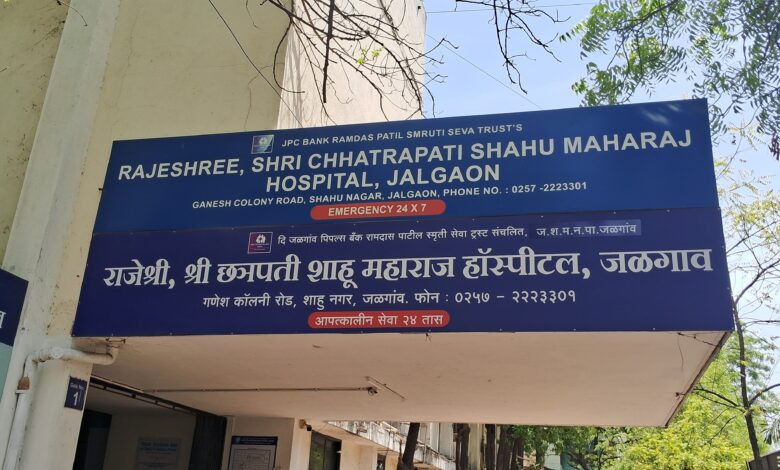 JPC BANK RAMDAS PATIL SMRUTI SEVA TRUST'S
RAJESHREE, SHRI CHHATRAPATI SHAHU MAHARAJ
HOSPITAL, JALGAON
GANESH COLONY ROAD, SHAHU NAGAR, JALGAON, PHONE NO. : 0257 -2223301
EMERGENCY 24 X 7
दि जळगांव पिपल्स बँक रामदास पाटील स्मृती सेवा ट्रस्ट संचलित, ज.श.म.न.पा.जळगांव
राजेश्री, श्री छत्रपती शाहू महाराज हॉस्पीटल, जळगाव
गणेश कॉलनी रोड, शाहु नगर, जळगांव. फोन : ०२५७ - २२२३३०१
आपत्कालीन सेवा २४ तास
1